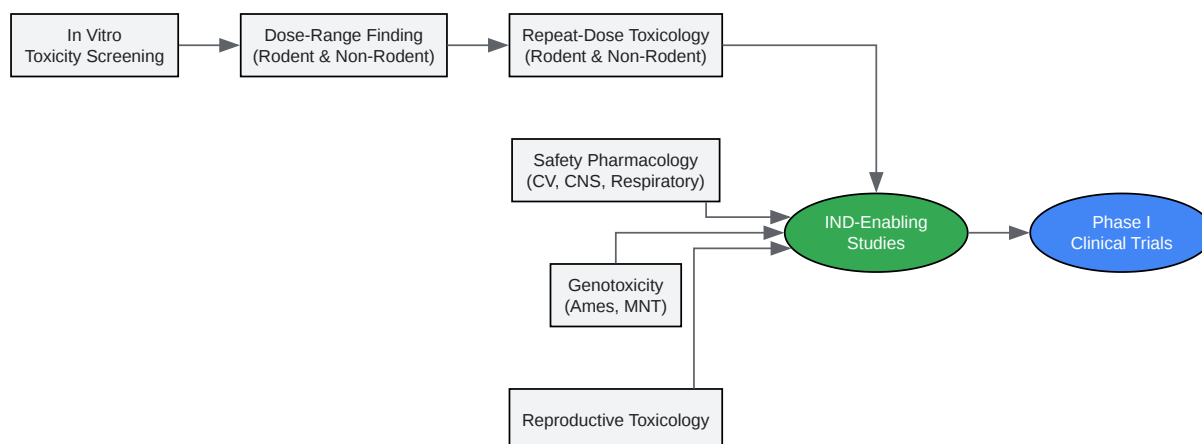 In Vitro
Toxicity Screening
Dose-Range Finding
(Rodent & Non-Rodent)
Repeat-Dose Toxicology
(Rodent & Non-Rodent)
Safety Pharmacology
(CV, CNS, Respiratory)
IND-Enabling
Studies
Phase I
Clinical Trials
Genotoxicity
(Ames, MNT)
Reproductive Toxicology